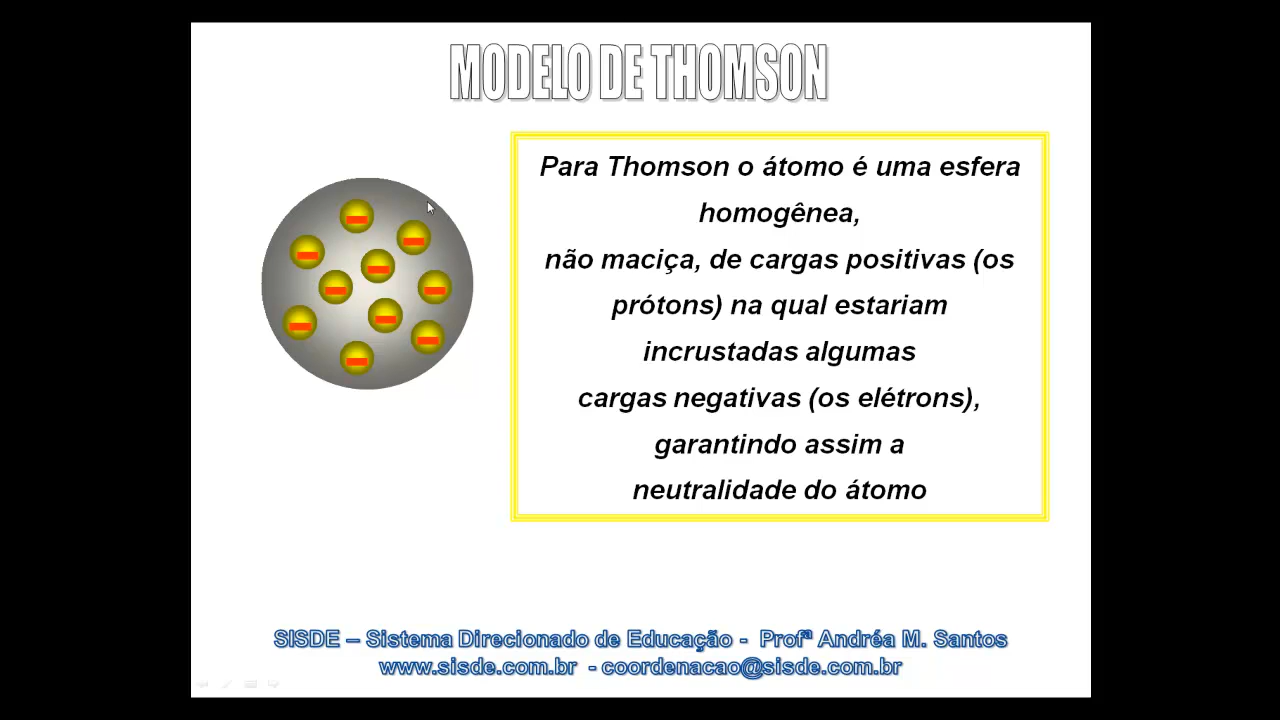 MODELO DE THOMSON
Para Thomson o átomo é uma esfera
homogênea,
não maciça, de cargas positivas (os
prótons) na qual estariam
incrustadas algumas
cargas negativas (os elétrons),
garantindo assim a
neutralidade do átomo
SISDE – Sistema Direcionado de Educação - Profª Andréa M. Santos
www.sisde.com.br - coordenacao@sisde.com.br